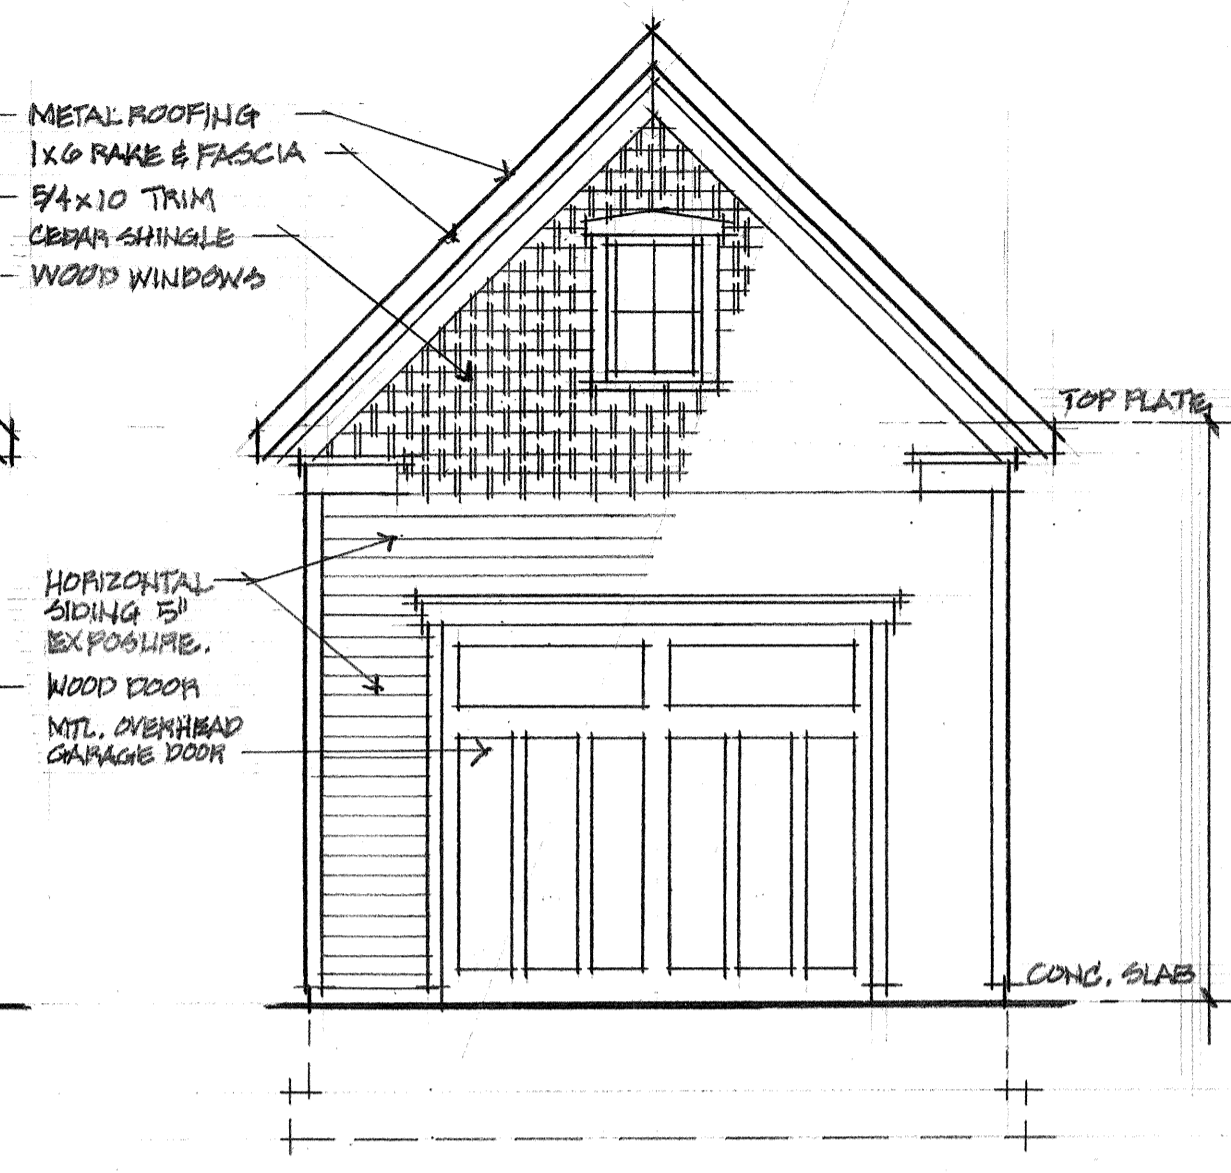 METAL ROOFING
1x6 RAKE & FASCIA
5/4x10 TRIM
CEDAR SHINGLE
WOOD WINDOWS
TOP PLATE
HORIZONTAL
SIDING 5"
EXPOSURE.
WOOD DOOR
MTL. OVERHEAD
GARAGE DOOR
CONC. SLAB